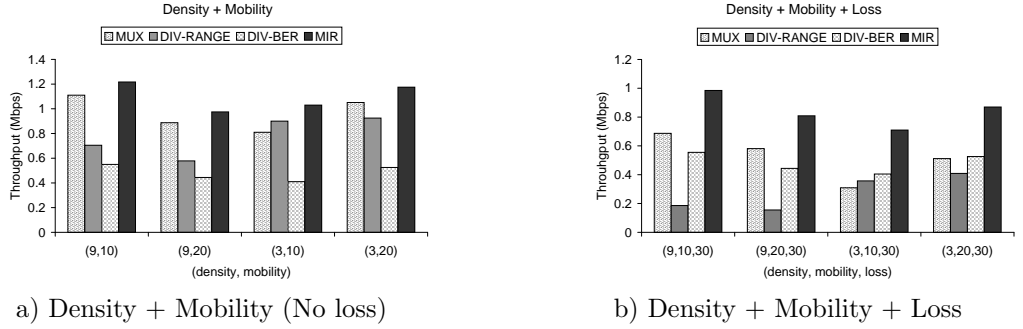 Density + Mobility
MUX DIV-RANGE DIV-BER MIR
Throughput (Mbps)
1.4
1.2
1
0.8
0.6
0.4
0.2
0
(9,10) (9,20) (3,10) (3,20)
(density, mobility)
a) Density + Mobility (No loss)
Density + Mobility + Loss
MUX DIV-RANGE DIV-BER MIR
Throuhgput (Mbps)
1.2
1
0.8
0.6
0.4
0.2
0
(9,10,30) (9,20,30) (3,10,30) (3,20,30)
(density, mobility, loss)
b) Density + Mobility + Loss